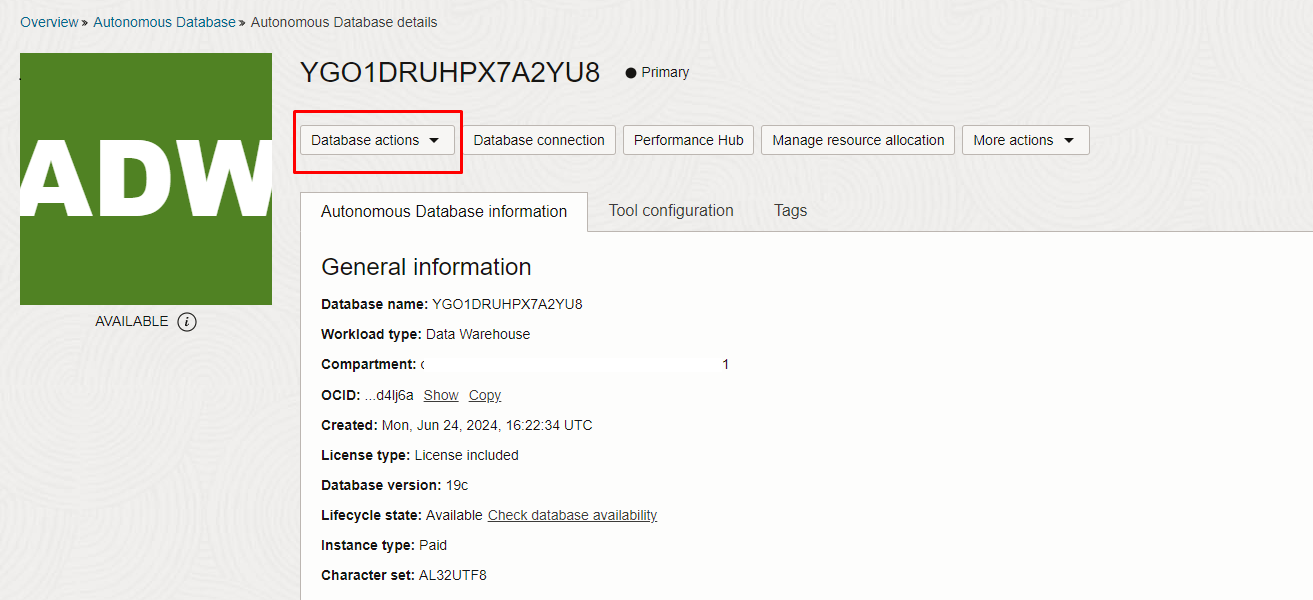 Overview » Autonomous Database » Autonomous Database details
ADW
AVAILABLE i
YGO1DRUHPX7A2YU8 Primary
Database actions Database connection Performance Hub Manage resource allocation More actions
Autonomous Database information Tool configuration Tags
General information
Database name: YGO1DRUHPX7A2YU8
Workload type: Data Warehouse
Compartment: 1
OCID: ...d4lj6a Show Copy
Created: Mon, Jun 24, 2024, 16:22:34 UTC
License type: License included
Database version: 19c
Lifecycle state: Available Check database availability
Instance type: Paid
Character set: AL32UTF8